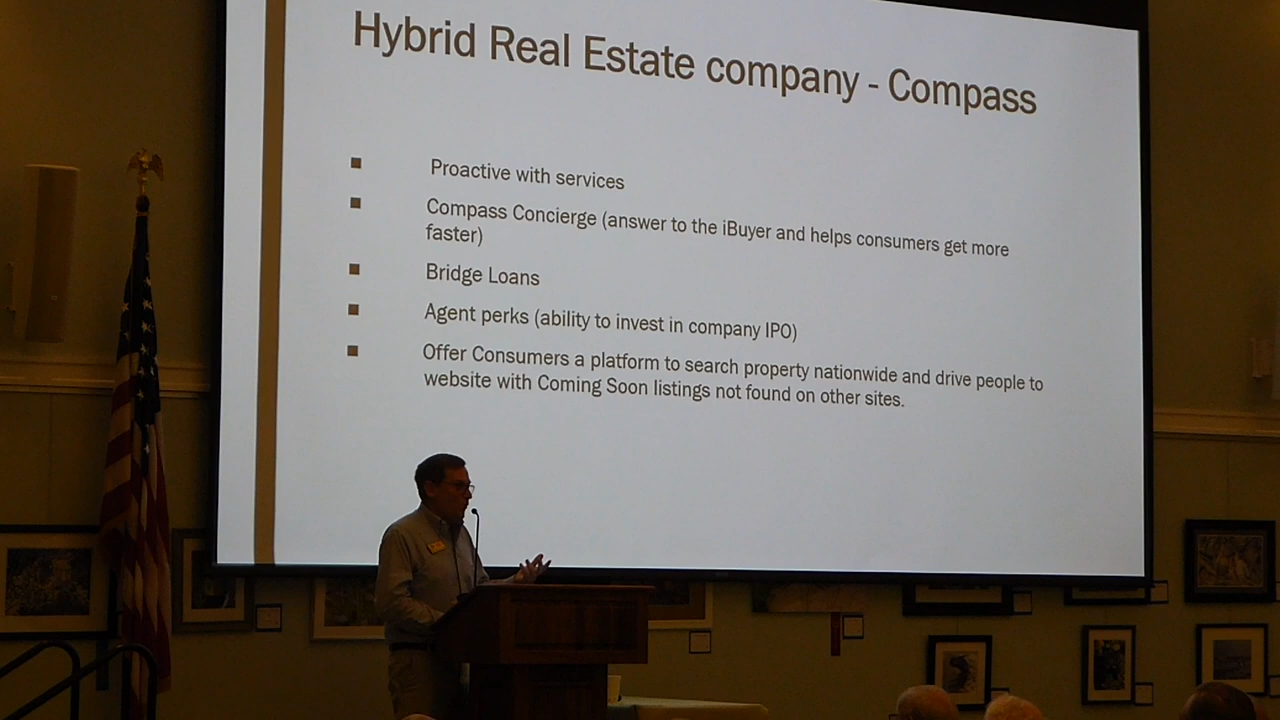 Hybrid Real Estate company - Compass
Proactive with services
Compass Concierge (answer to the iBuyer and helps consumers get more
faster)
Bridge Loans
Agent perks (ability to invest in company IPO)
Offer Consumers a platform to search property nationwide and drive people to
website with Coming Soon listings not found on other sites.